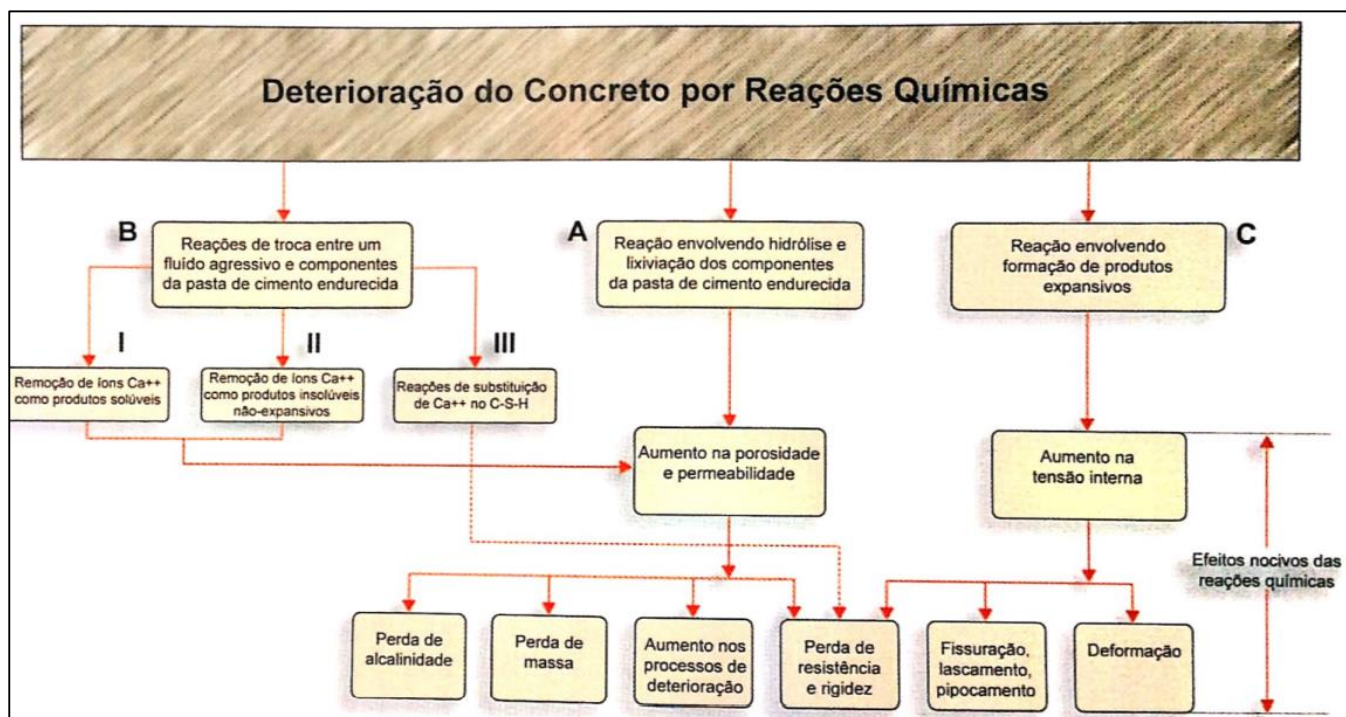 Deterioração do Concreto por Reações Químicas
B
Reações de troca entre um
fluído agressivo e componentes
da pasta de cimento endurecida
A
Reação envolvendo hidrólise e
lixiviação dos componentes
da pasta de cimento endurecida
C
Reação envolvendo
formação de produtos
expansivos
I
II
III
Remoção de íons Ca++
como produtos solúveis
Remoção de íons Ca++
como produtos insolúveis
não-expansivos
Reações de substituição
de Ca++ no C-S-H
Aumento na porosidade
e permeabilidade
Aumento na
tensão interna
Efeitos nocivos das
reações químicas
Perda de
alcalinidade
Perda de
massa
Aumento nos
processos de
deterioração
Perda de
resistência
e rigidez
Fissuração,
lascamento,
pipocamento
Deformação